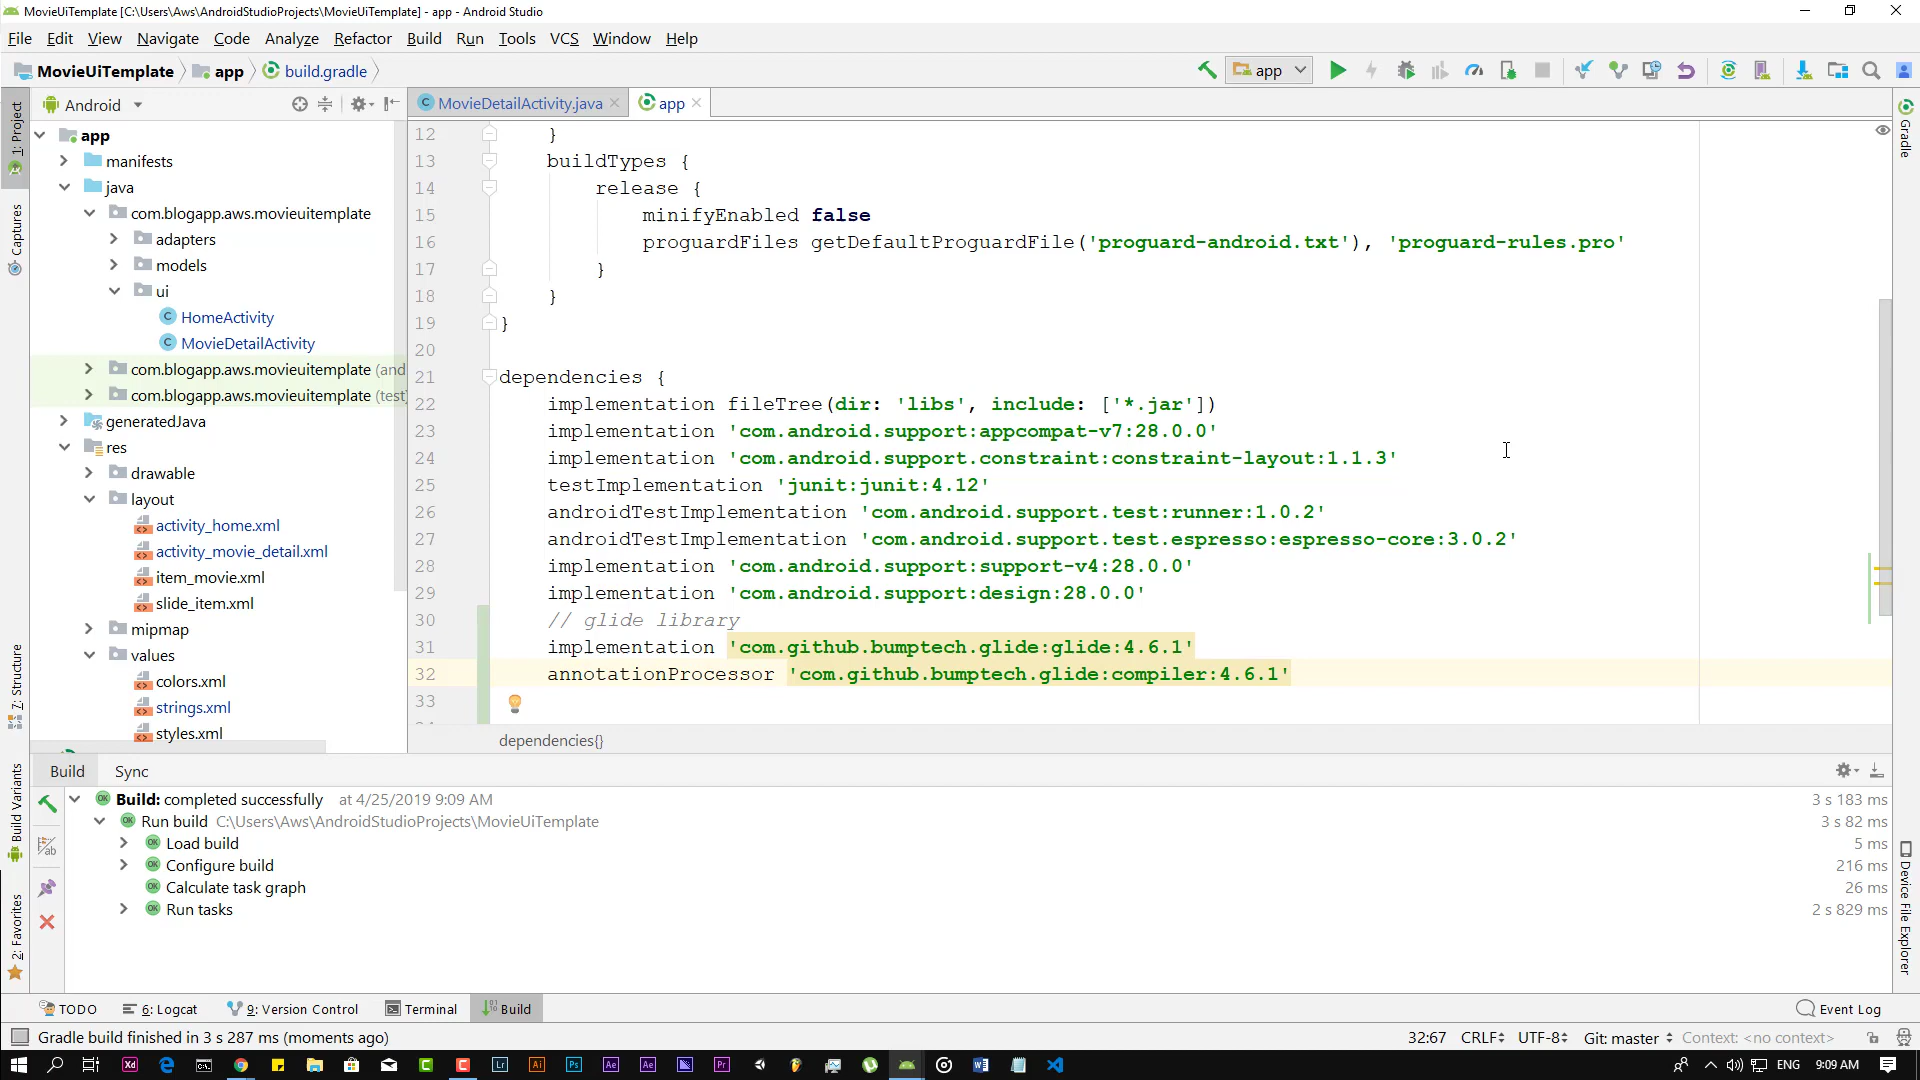 MovieUiTemplate [C:\Users\Aws\AndroidStudioProjects\MovieUiTemplate] - app - Android Studio
File Edit View Navigate Code Analyze Refactor Build Run Tools VCS Window Help
MovieUiTemplate app build.gradle app
1: Project
Captures
7: Structure
Build Variants
2: Favorites
Android
app
manifests
java
com.blogapp.aws.movieuitemplate
adapters
models
ui
HomeActivity
MovieDetailActivity
com.blogapp.aws.movieuitemplate (and
com.blogapp.aws.movieuitemplate (test)
generatedJava
res
drawable
layout
activity_home.xml
activity_movie_detail.xml
item_movie.xml
slide_item.xml
mipmap
values
colors.xml
strings.xml
styles.xml
MovieDetailActivity.java app
12 }
13 buildTypes {
14 release {
15 minifyEnabled false
16 proguardFiles getDefaultProguardFile('proguard-android.txt'), 'proguard-rules.pro'
17 }
18 }
19 }
20
21 dependencies {
22 implementation fileTree(dir: 'libs', include: ['*.jar'])
23 implementation 'com.android.support:appcompat-v7:28.0.0'
24 implementation 'com.android.support.constraint:constraint-layout:1.1.3'
25 testImplementation 'junit:junit:4.12'
26 androidTestImplementation 'com.android.support.test:runner:1.0.2'
27 androidTestImplementation 'com.android.support.test.espresso:espresso-core:3.0.2'
28 implementation 'com.android.support:support-v4:28.0.0'
29 implementation 'com.android.support:design:28.0.0'
30 // glide library
31 implementation 'com.github.bumptech.glide:glide:4.6.1'
32 annotationProcessor 'com.github.bumptech.glide:compiler:4.6.1'
33
dependencies{}
Gradle
Device File Explorer
Build Sync
Build: completed successfully at 4/25/2019 9:09 AM 3 s 183 ms
Run build C:\Users\Aws\AndroidStudioProjects\MovieUiTemplate 3 s 82 ms
Load build 5 ms
Configure build 216 ms
Calculate task graph 26 ms
Run tasks 2 s 829 ms
TODO 6: Logcat 9: Version Control Terminal Build Event Log
Gradle build finished in 3 s 287 ms (moments ago) 32:67 CRLF UTF-8 Git: master Context: <no context>
Xd Lr Ai Ps Ae Ae Pr ENG 9:09 AM